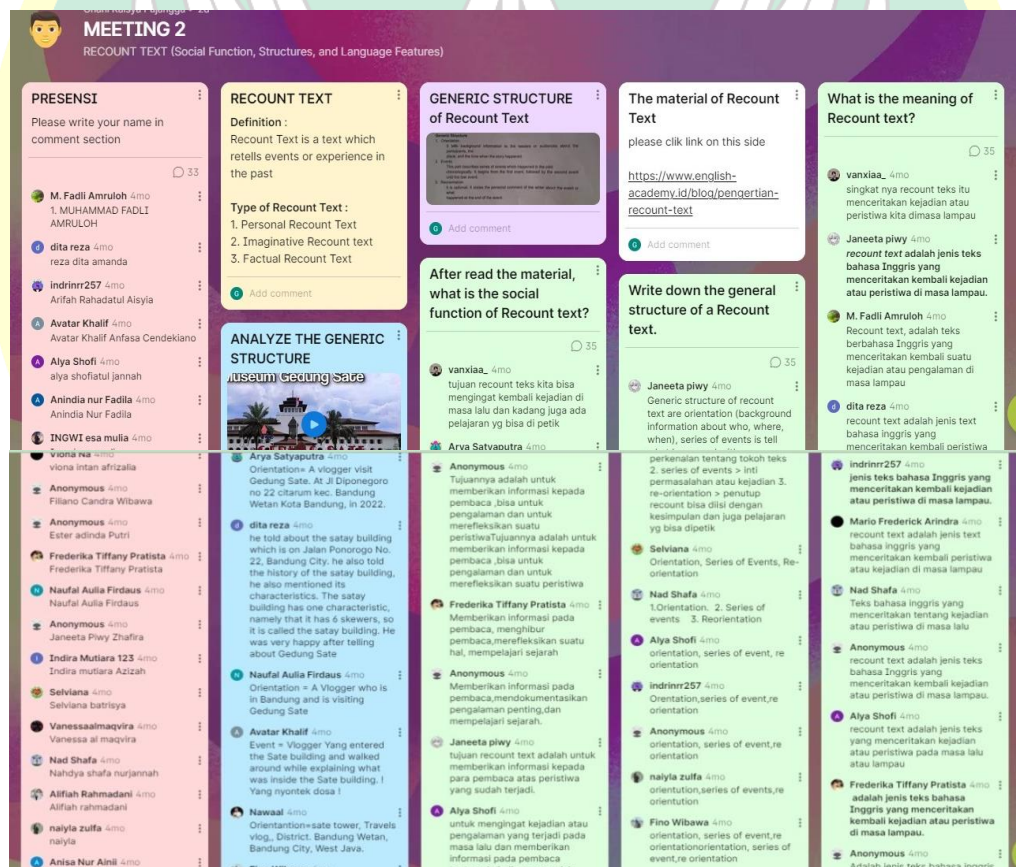 MEETING 2
RECOUNT TEXT (Social Function, Structures, and Language Features)
PRESENSI
Please write your name in
comment section
33
M. Fadli Amruloh 4mo
1. MUHAMMAD FADLI
AMRULOH
dita reza 4mo
reza dita amanda
indrinrr257 4mo
Arifah Rahadatul Aisyia
Avatar Khalif 4mo
Avatar Khalif Anfasa Cendekiano
Alya Shofi 4mo
alya shofiatul jannah
Anindia nur Fadila 4mo
Anindia Nur Fadila
INGWI esa mulia 4mo
RECOUNT TEXT
Definition :
Recount Text is a text which
retells events or experience in
the past
Type of Recount Text :
1. Personal Recount Text
2. Imaginative Recount text
3. Factual Recount Text
Add comment
ANALYZE THE GENERIC
STRUCTURE
Museum Gedung Sate
GENERIC STRUCTURE
of Recount Text
Add comment
After read the material,
what is the social
function of Recount text?
35
vanxiaa_ 4mo
tujuan recount teks kita bisa
mengingat kembali kejadian di
masa lalu dan kadang juga ada
pelajaran yg bisa di petik
Arya Satyaputra 4mo
The material of Recount
Text
please clik link on this side
https://www.english-
academy.id/blog/pengertian-
recount-text
Add comment
Write down the general
structure of a Recount
text.
35
Janeeta piwy 4mo
Generic structure of recount
text are orientation (background
information about who, where,
when), series of events is tell
What is the meaning of
Recount text?
35
vanxiaa_ 4mo
singkat nya recount teks itu
menceritakan kejadian atau
peristiwa kita dimasa lampau
Janeeta piwy 4mo
recount text adalah jenis teks
bahasa Inggris yang
menceritakan kembali kejadian
atau peristiwa di masa lampau.
M. Fadli Amruloh 4mo
Recount text, adalah teks
berbahasa Inggris yang
menceritakan kembali suatu
kejadian atau pengalaman di
masa lampau
dita reza 4mo
recount text adalah jenis teks
bahasa Inggris yang
menceritakan kembali peristiwa
Viona Na 4mo
viona intan afrizalia
Anonymous 4mo
Filiano Candra Wibawa
Anonymous 4mo
Ester adinda Putri
Frederika Tiffany Pratista 4mo
Frederika Tiffany Pratista
Naufal Aulia Firdaus 4mo
Naufal Aulia Firdaus
Anonymous 4mo
Janeeta Piwy Zhafira
Indira Mutiara 123 4mo
Indira mutiara Azizah
Selviana 4mo
Selviana batrisya
Vanessaalmaqvira 4mo
Vanessa al maqvira
Nad Shafa 4mo
Nahdya shafa nurjannah
Alifiah Rahmadani 4mo
Alifiah rahmadani
naiyla zulfa 4mo
naiyla
Anisa Nur Ainii 4mo
Arya Satyaputra 4mo
Orientation= A vlogger visit
Gedung Sate. At Jl Diponegoro
no 22 citarum kec. Bandung
Wetan Kota Bandung, in 2022.
dita reza 4mo
he told about the satay building
which is on Jalan Ponorogo No.
22, Bandung City. he also told
the history of the satay building,
he also mentioned its
characteristics. The satay
building has one characteristic,
namely that it has 6 skewers, so
it is called the satay building. He
was very happy after telling
about Gedung Sate
Naufal Aulia Firdaus 4mo
Orientation = A Vlogger who is
in Bandung and is visiting
Gedung Sate
Avatar Khalif 4mo
Event = Vlogger Yang entered
the Sate building and walked
around while explaining what
was inside the Sate building. !
Yang nyontek dosa !
Nawaal 4mo
Orientantion=sate tower, Travels
vlog,, District. Bandung Wetan,
Bandung City, West Java.
Anonymous 4mo
Tujuannya adalah untuk
memberikan informasi kepada
pembaca ,bisa untuk
pengalaman dan untuk
merefleksikan suatu
peristiwaTujuannya adalah untuk
memberikan informasi kepada
pembaca ,bisa untuk
pengalaman dan untuk
merefleksikan suatu peristiwa
Frederika Tiffany Pratista 4mo
Memberikan informasi pada
pembaca, menghibur
pembaca,merefleksikan suatu
hal, mempelajari sejarah
Anonymous 4mo
Memberikan informasi pada
pembaca,mendokumentasikan
pengalaman penting,dan
mempelajari sejarah.
Janeeta piwy 4mo
tujuan recount text adalah untuk
para pembaca atas peristiwa
yang sudah terjadi.
Alya Shofi 4mo
untuk mengingat kejadian atau
pengalaman yang terjadi pada
masa lalu dan memberikan
informasi pada pembaca
perkenalan tentang tokoh teks
2. series of events > inti
permasalahan atau kejadian 3.
re-orientation > penutup
recount bisa diisi dengan
kesimpulan dan juga pelajaran
yg bisa dipetik
Selviana 4mo
Orientation, Series of Events, Re-
orientation
Nad Shafa 4mo
1.Orientation. 2. Series of
events 3. Reorientation
Alya Shofi 4mo
orientation, series of event, re
orientation
indrinrr257 4mo
Orentation,series of event,re
orientation
Anonymous 4mo
orientation, series of event,re
orientation
naiyla zulfa 4mo
orientution,series of events,re
orientation
Fino Wibawa 4mo
orientation, series of event,re
orientationorientation, series of
event,re orientation
indrinrr257 4mo
jenis teks bahasa Inggris yang
menceritakan kembali kejadian
atau peristiwa di masa lampau.
Mario Frederick Arindra 4mo
recount text adalah jenis text
bahasa inggris yang
menceritakan kembali peristiwa
atau kejadian di masa lampau
Nad Shafa 4mo
Teks bahasa inggris yang
menceritakan tentang kejadian
atau peristiwa di masa lalu
Anonymous 4mo
recount text adalah jenis teks
bahasa Inggris yang
menceritakan kembali kejadian
atau peristiwa di masa lampau.
Alya Shofi 4mo
recount text adalah jenis teks
yang menceritakan kejadian
atau peristiwa pada masa lalu
atau lampau
Frederika Tiffany Pratista 4mo
adalah jenis teks bahasa
Inggris yang menceritakan
kembali kejadian atau peristiwa
di masa lampau.
Anonymous 4mo